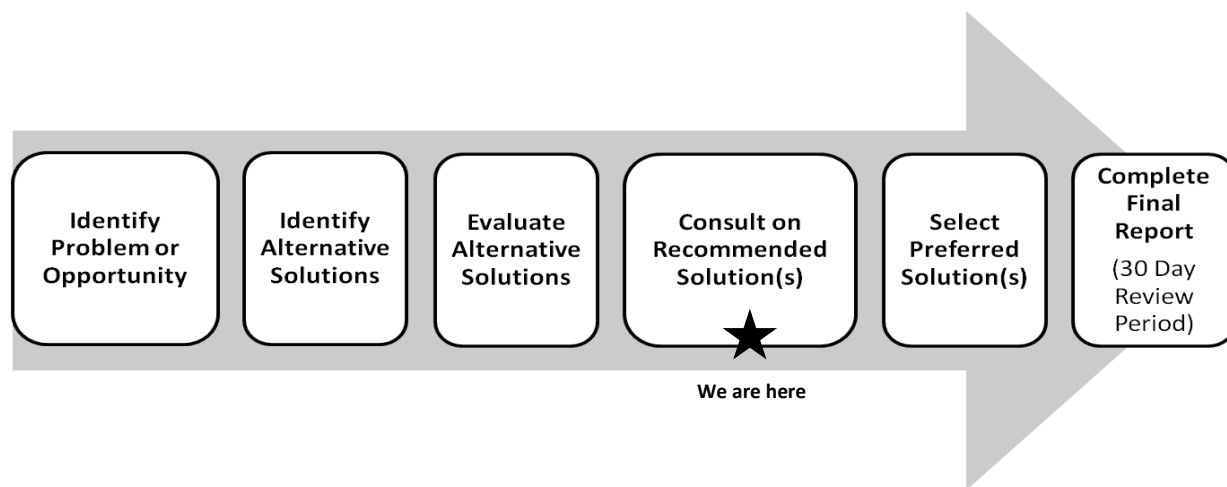 Identify
Problem or
Opportunity
Identify
Alternative
Solutions
Evaluate
Alternative
Solutions
Consult on
Recommended
Solution(s)
Select
Preferred
Solution(s)
Complete
Final
Report
(30 Day
Review
Period)
We are here